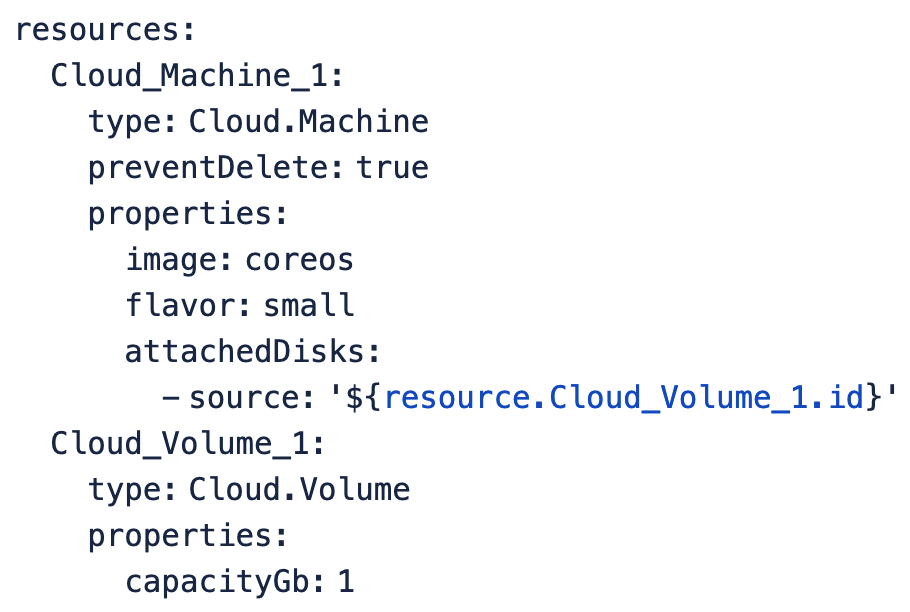 resources:
  Cloud_Machine_1:
    type: Cloud.Machine
    preventDelete: true
    properties:
      image: coreos
      flavor: small
      attachedDisks:
        - source: '${resource.Cloud_Volume_1.id}'
  Cloud_Volume_1:
    type: Cloud.Volume
    properties:
      capacityGb: 1